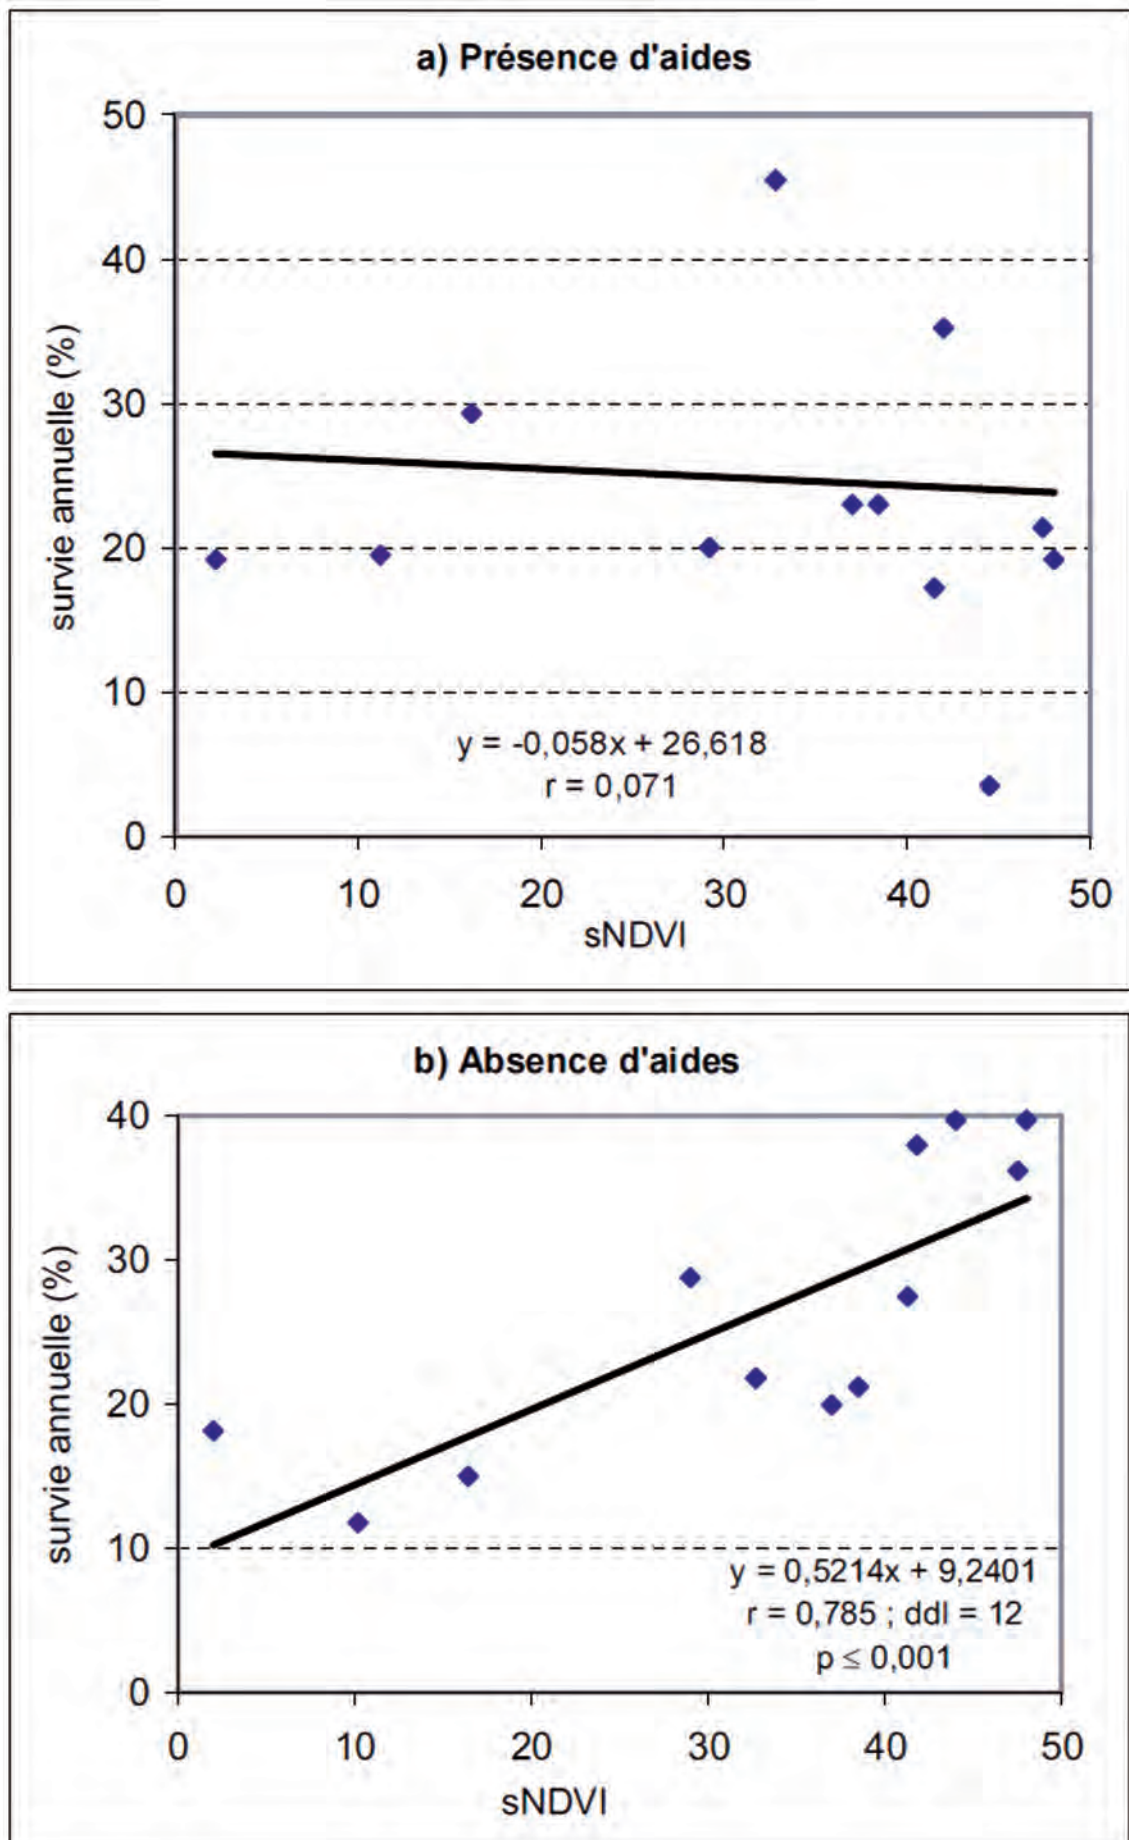 a) Présence d'aides
50
40
30
20
10
0
survie annuelle (%)
y = -0,058x + 26,618
r = 0,071
0 10 20 30 40 50
sNDVI
b) Absence d'aides
40
30
20
10
0
survie annuelle (%)
y = 0,5214x + 9,2401
r = 0,785 ; ddl = 12
p ≤ 0,001
0 10 20 30 40 50
sNDVI